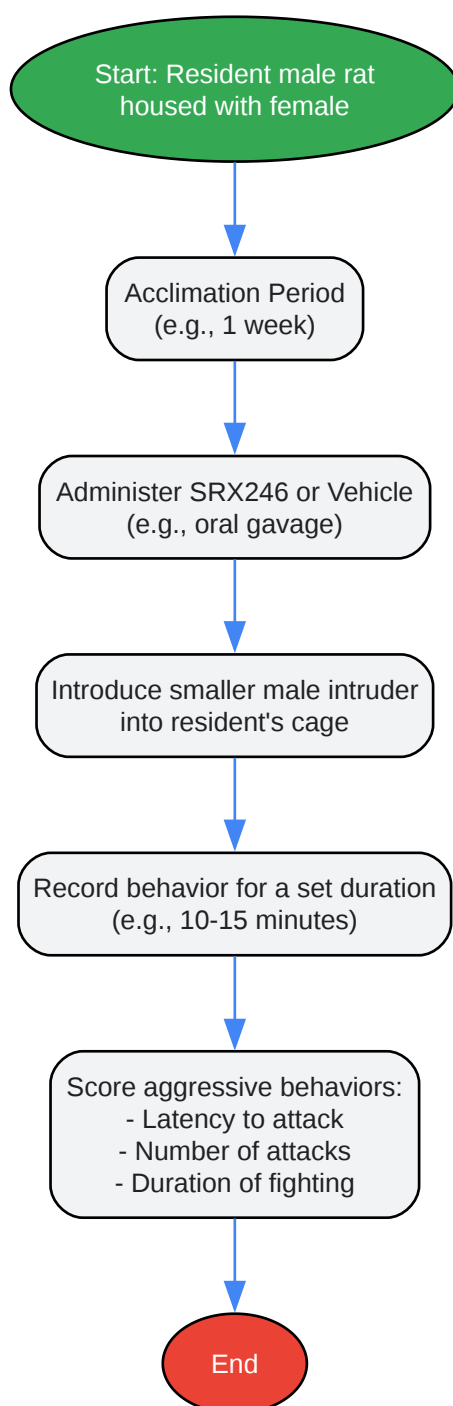 Start: Resident male rat
housed with female
Acclimation Period
(e.g., 1 week)
Administer SRX246 or Vehicle
(e.g., oral gavage)
Introduce smaller male intruder
into resident's cage
Record behavior for a set duration
(e.g., 10-15 minutes)
Score aggressive behaviors:
- Latency to attack
- Number of attacks
- Duration of fighting
End